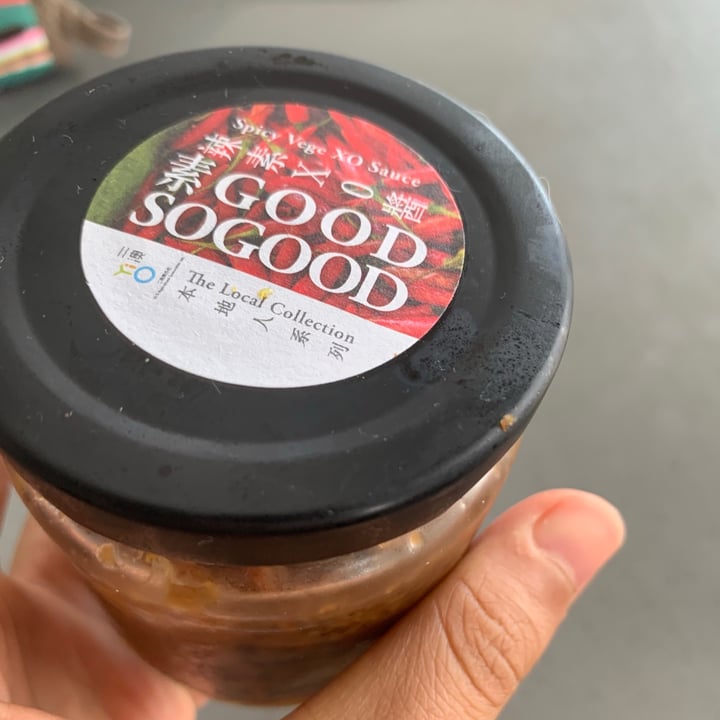 Spicy Vege XO Sauce
辣素XO醬
GOOD
SOGOOD
The Local Collection
本地人系列